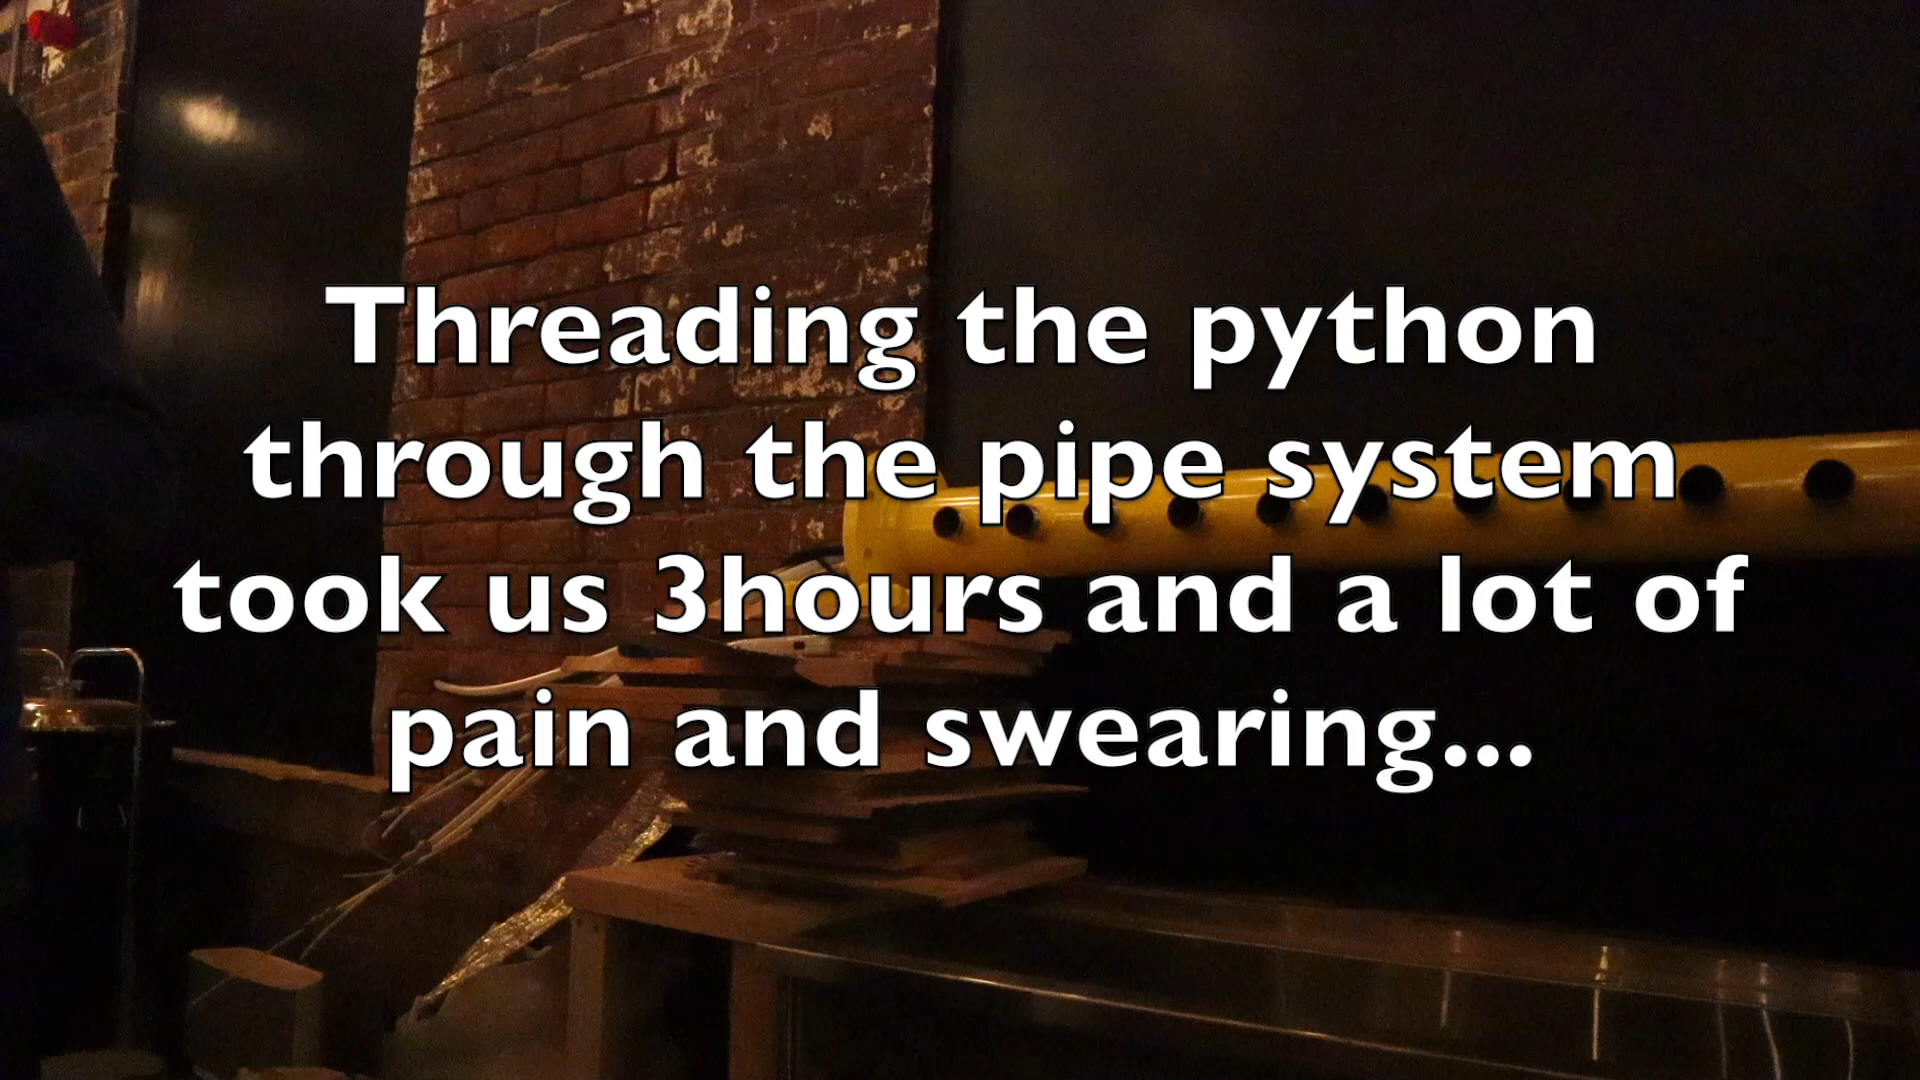 Threading the python
through the pipe system
took us 3hours and a lot of
pain and swearing...